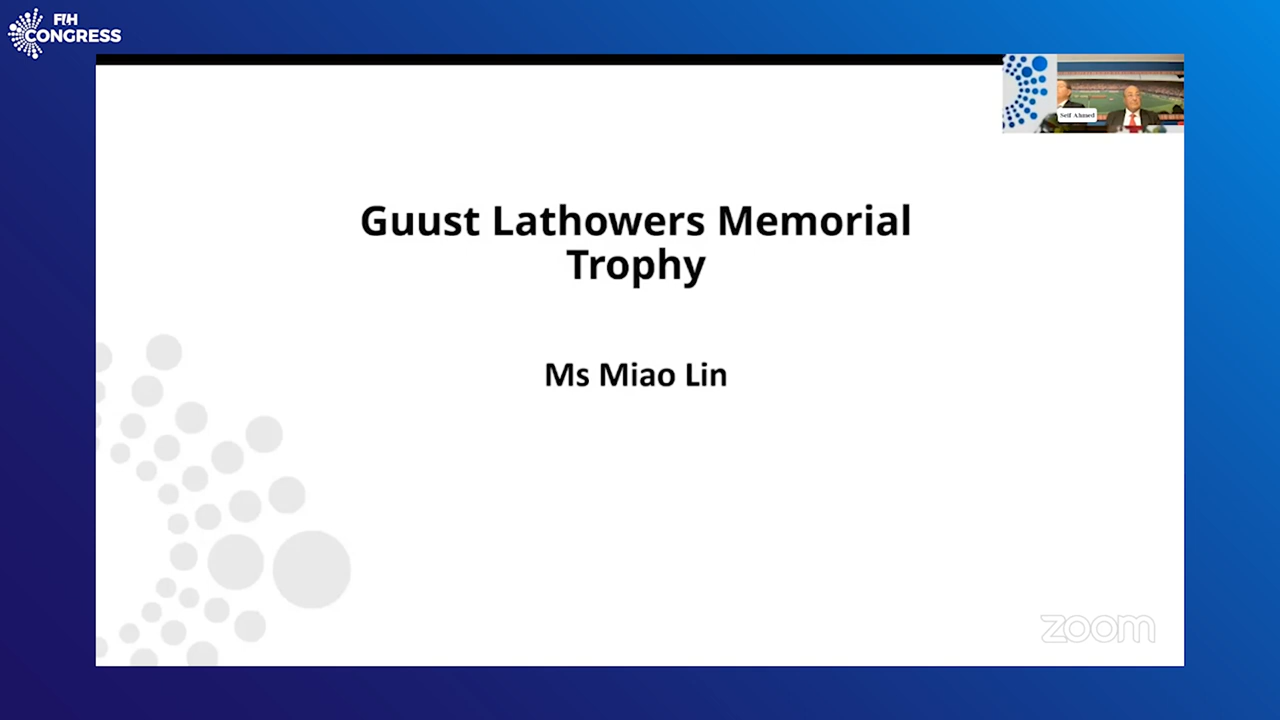 FIH
CONGRESS
Seif Ahmed
Guust Lathowers Memorial
Trophy
Ms Miao Lin
zoom